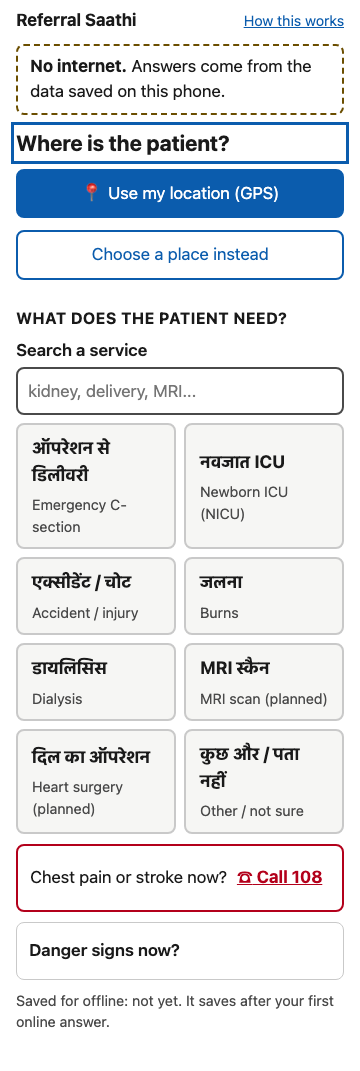 Referral Saathi
How this works
No internet. Answers come from the
data saved on this phone.
Where is the patient?
📍 Use my location (GPS)
Choose a place instead
WHAT DOES THE PATIENT NEED?
Search a service
kidney, delivery, MRI...
ऑपरेशन से
डिलीवरी
Emergency C-
section
नवजात ICU
Newborn ICU
(NICU)
एक्सीडेंट / चोट
Accident / injury
जलना
Burns
डायलिसिस
Dialysis
MRI स्कैन
MRI scan (planned)
दिल का ऑपरेशन
Heart surgery
(planned)
कुछ और / पता
नहीं
Other / not sure
Chest pain or stroke now? ☎ Call 108
Danger signs now?
Saved for offline: not yet. It saves after your first
online answer.